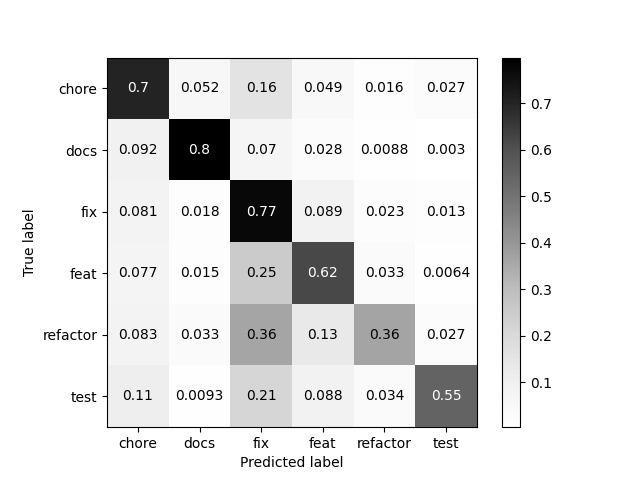 chore 0.7 0.052 0.16 0.049 0.016 0.027
docs 0.092 0.8 0.07 0.028 0.0088 0.003
fix 0.081 0.018 0.77 0.089 0.023 0.013
feat 0.077 0.015 0.25 0.62 0.033 0.0064
refactor 0.083 0.033 0.36 0.13 0.36 0.027
test 0.11 0.0093 0.21 0.088 0.034 0.55
chore docs fix feat refactor test
Predicted label
True label
0.7
0.6
0.5
0.4
0.3
0.2
0.1